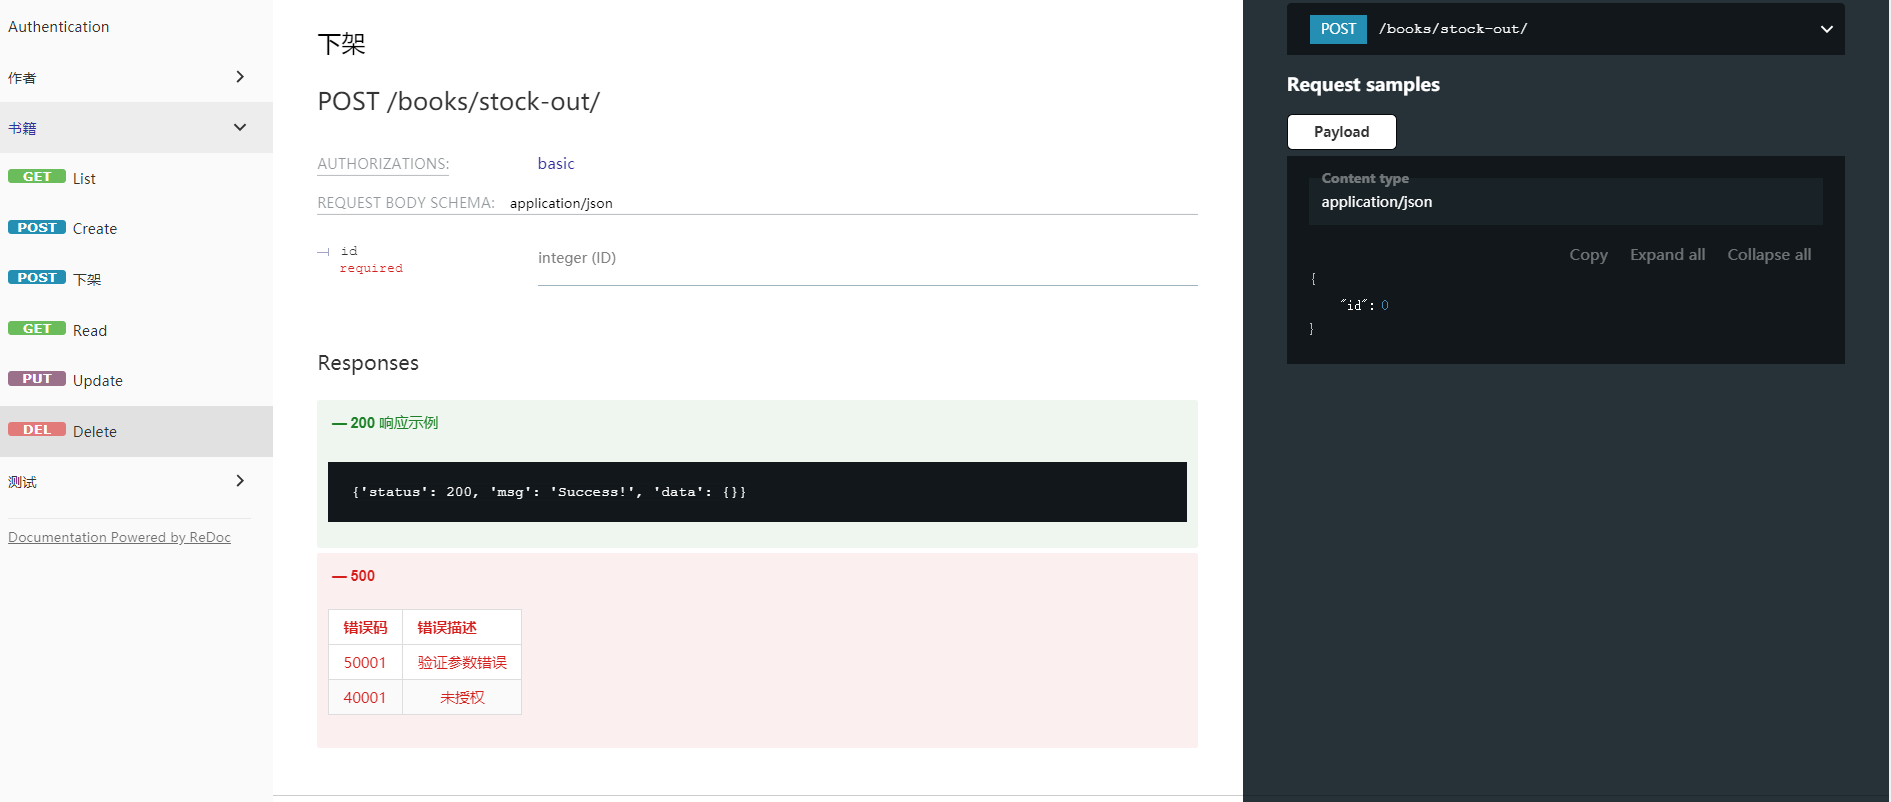 Authentication
作者
书籍
GET List
POST Create
POST 下架
GET Read
PUT Update
DEL Delete
测试
Documentation Powered by ReDoc
下架
POST /books/stock-out/
AUTHORIZATIONS: basic
REQUEST BODY SCHEMA: application/json
id integer (ID)
required
Responses
— 200 响应示例
{'status': 200, 'msg': 'Success!', 'data': {}}
— 500
错误码 错误描述
50001 验证参数错误
40001 未授权
POST /books/stock-out/
Request samples
Payload
Content type
application/json
Copy Expand all Collapse all
{
"id": 0
}